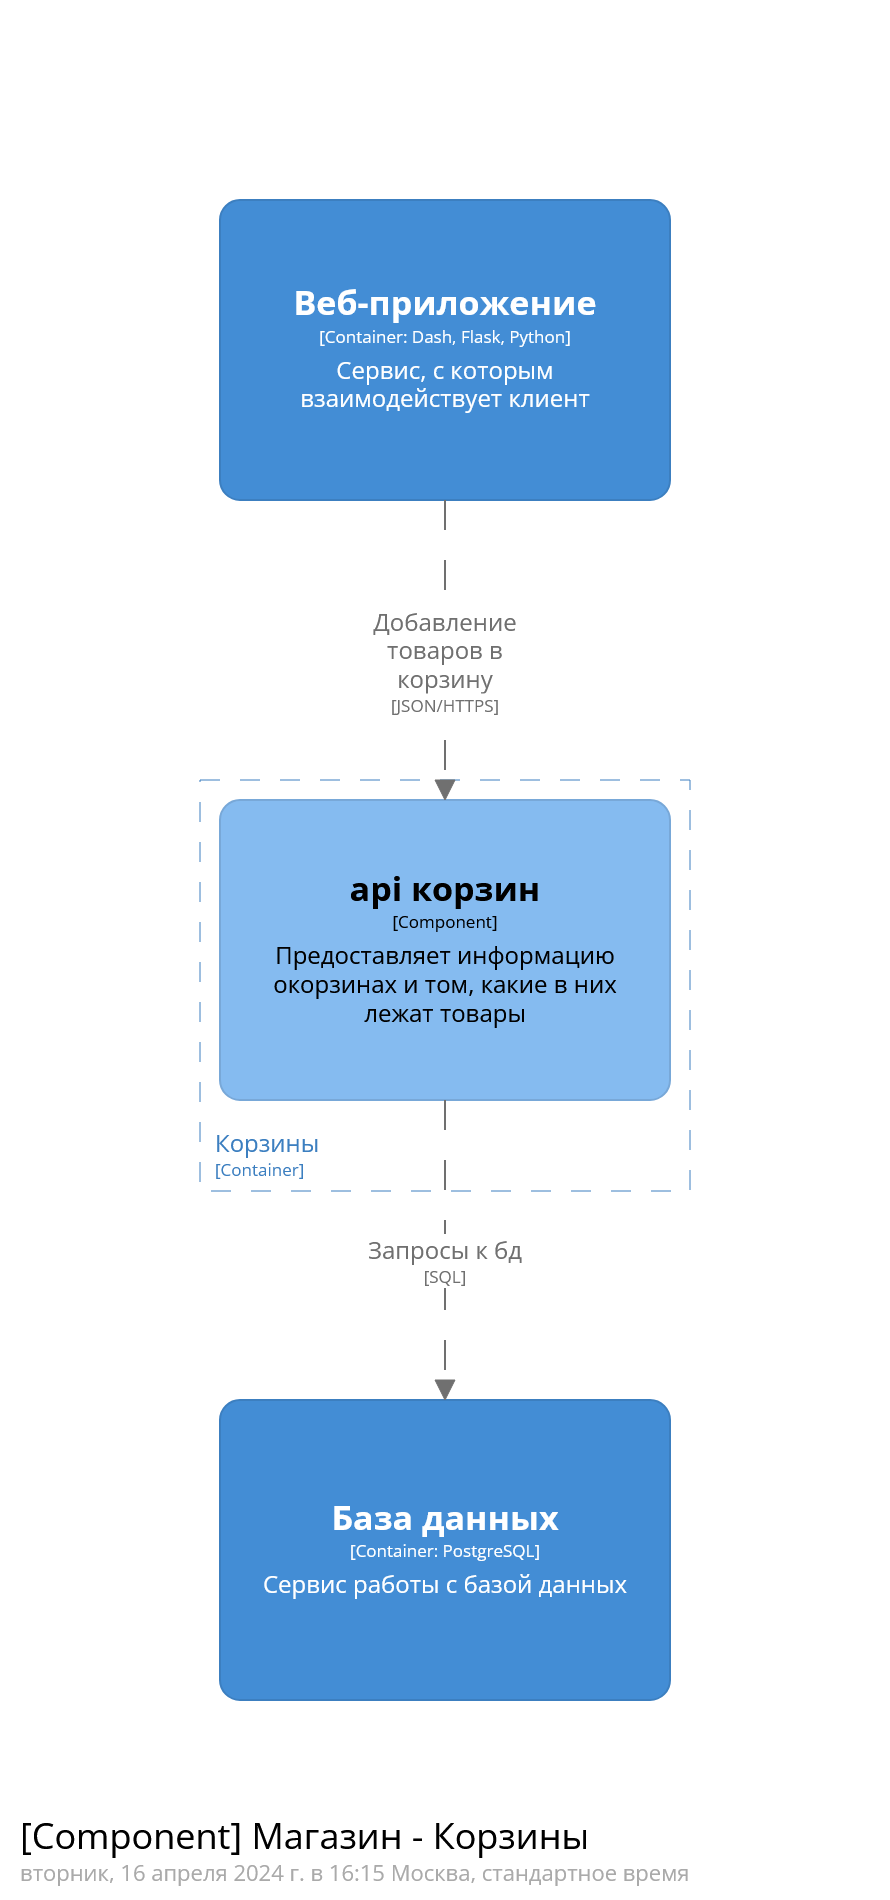 Веб-приложение
[Container: Dash, Flask, Python]
Сервис, с которым
взаимодействует клиент
Добавление
товаров в
корзину
[JSON/HTTPS]
api корзин
[Component]
Предоставляет информацию
окорзинах и том, какие в них
лежат товары
Корзины
[Container]
Запросы к бд
[SQL]
База данных
[Container: PostgreSQL]
Сервис работы с базой данных
[Component] Магазин - Корзины
вторник, 16 апреля 2024 г. в 16:15 Москва, стандартное время